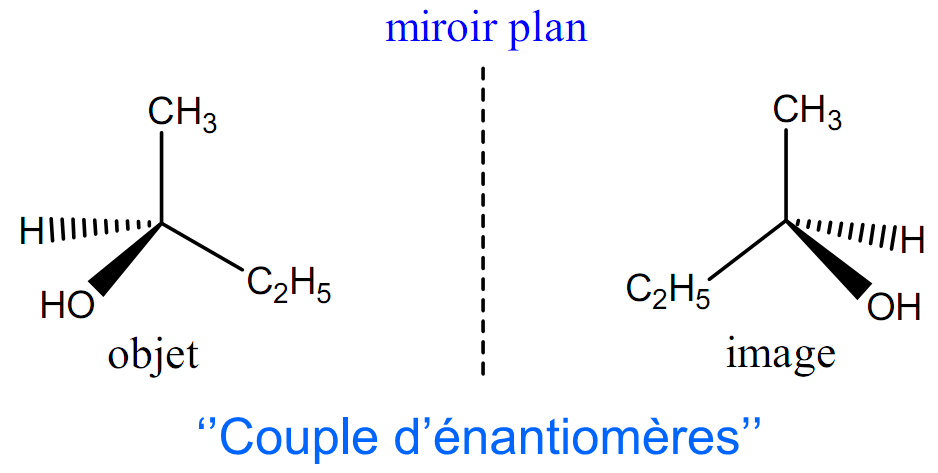 miroir plan
CH₃
CH₃
H
H
C₂H₅
C₂H₅
HO
OH
objet
image
‘’Couple d’énantiomères’’